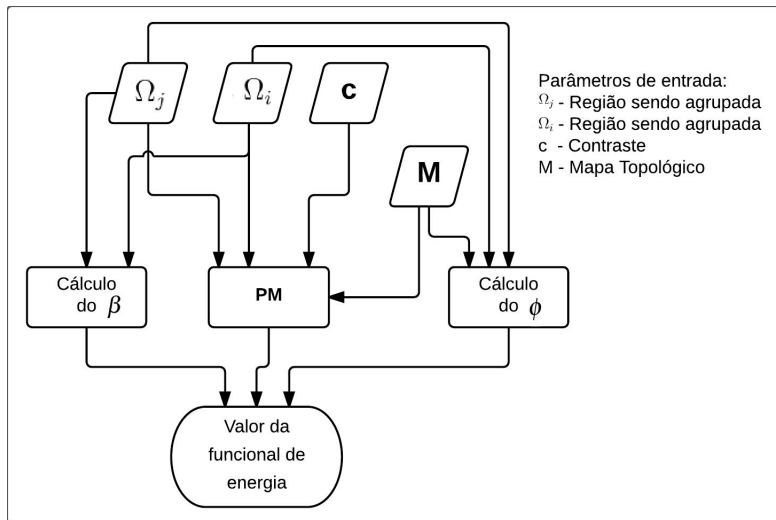 Ωj
Ωi
c
M
Parâmetros de entrada:
Ωj - Região sendo agrupada
Ωi - Região sendo agrupada
c - Contraste
M - Mapa Topológico
Cálculo
do β
PM
Cálculo
do ϕ
Valor da
funcional de
energia